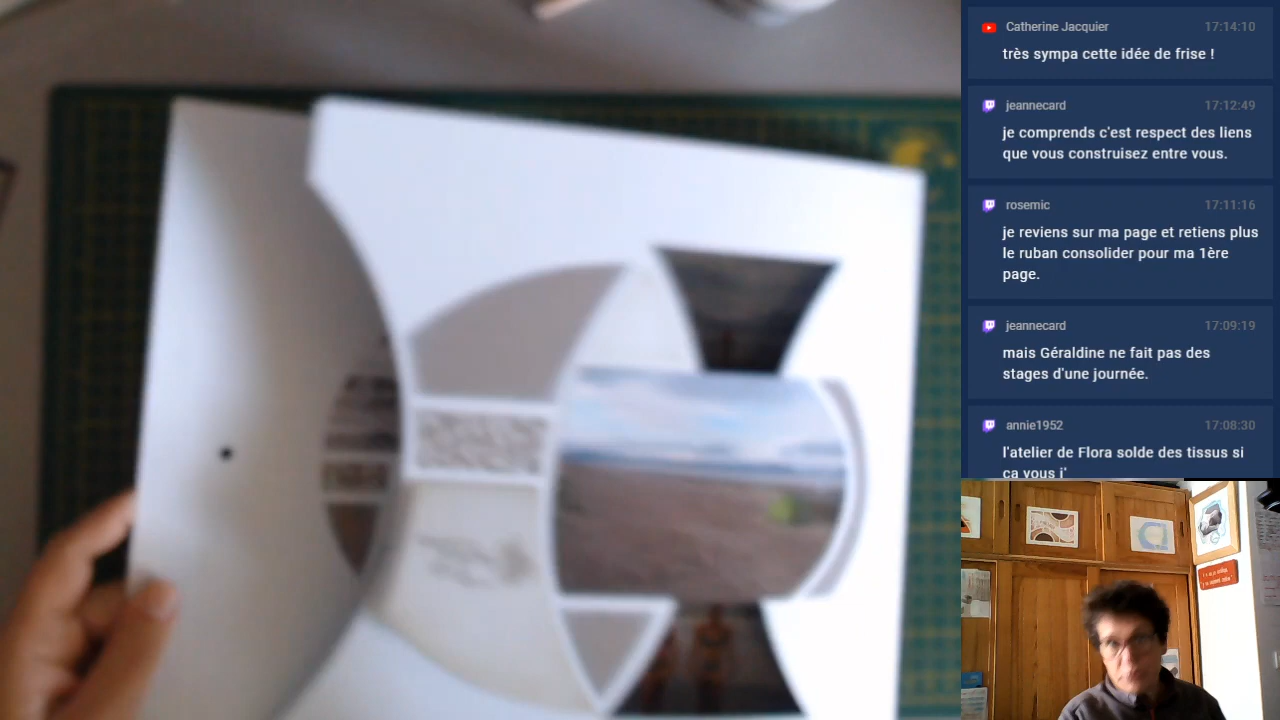 Catherine Jacquier 17:14:10
très sympa cette idée de frise !
jeannecard 17:12:49
je comprends c'est respect des liens
que vous construisez entre vous.
rosemic 17:11:16
je reviens sur ma page et retiens plus
le ruban consolider pour ma 1ère
page.
jeannecard 17:09:19
mais Géraldine ne fait pas des
stages d'une journée.
annie1952 17:08:30
l'atelier de Flora solde des tissus si